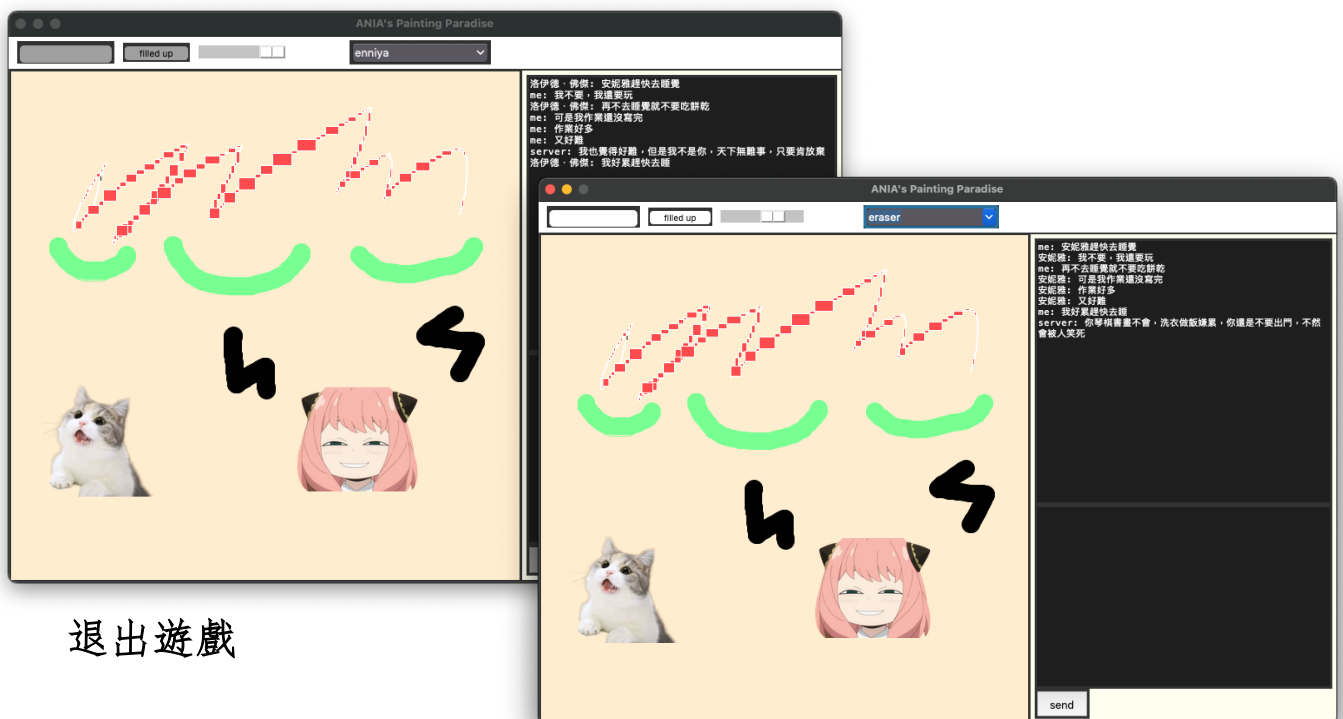 ANIA's Painting Paradise
filled up
enniya
洛伊德‧佛傑: 安妮雅趕快去睡覺
me: 我不要，我還要玩
洛伊德‧佛傑: 再不去睡覺就不要吃餅乾
me: 可是我作業還沒寫完
me: 作業好多
me: 又好難
server: 我也覺得好難，但是我不是你，天下無難事，只要肯放棄
洛伊德‧佛傑: 我好累趕快去睡
ANIA's Painting Paradise
filled up
eraser
me: 安妮雅趕快去睡覺
安妮雅: 我不要，我還要玩
me: 再不去睡覺就不要吃餅乾
安妮雅: 可是我作業還沒寫完
安妮雅: 作業好多
安妮雅: 又好難
me: 我好累趕快去睡
server: 你琴棋書畫不會，洗衣做飯嫌累，你還是不要出門，不然
會被人笑死
send
退出遊戲